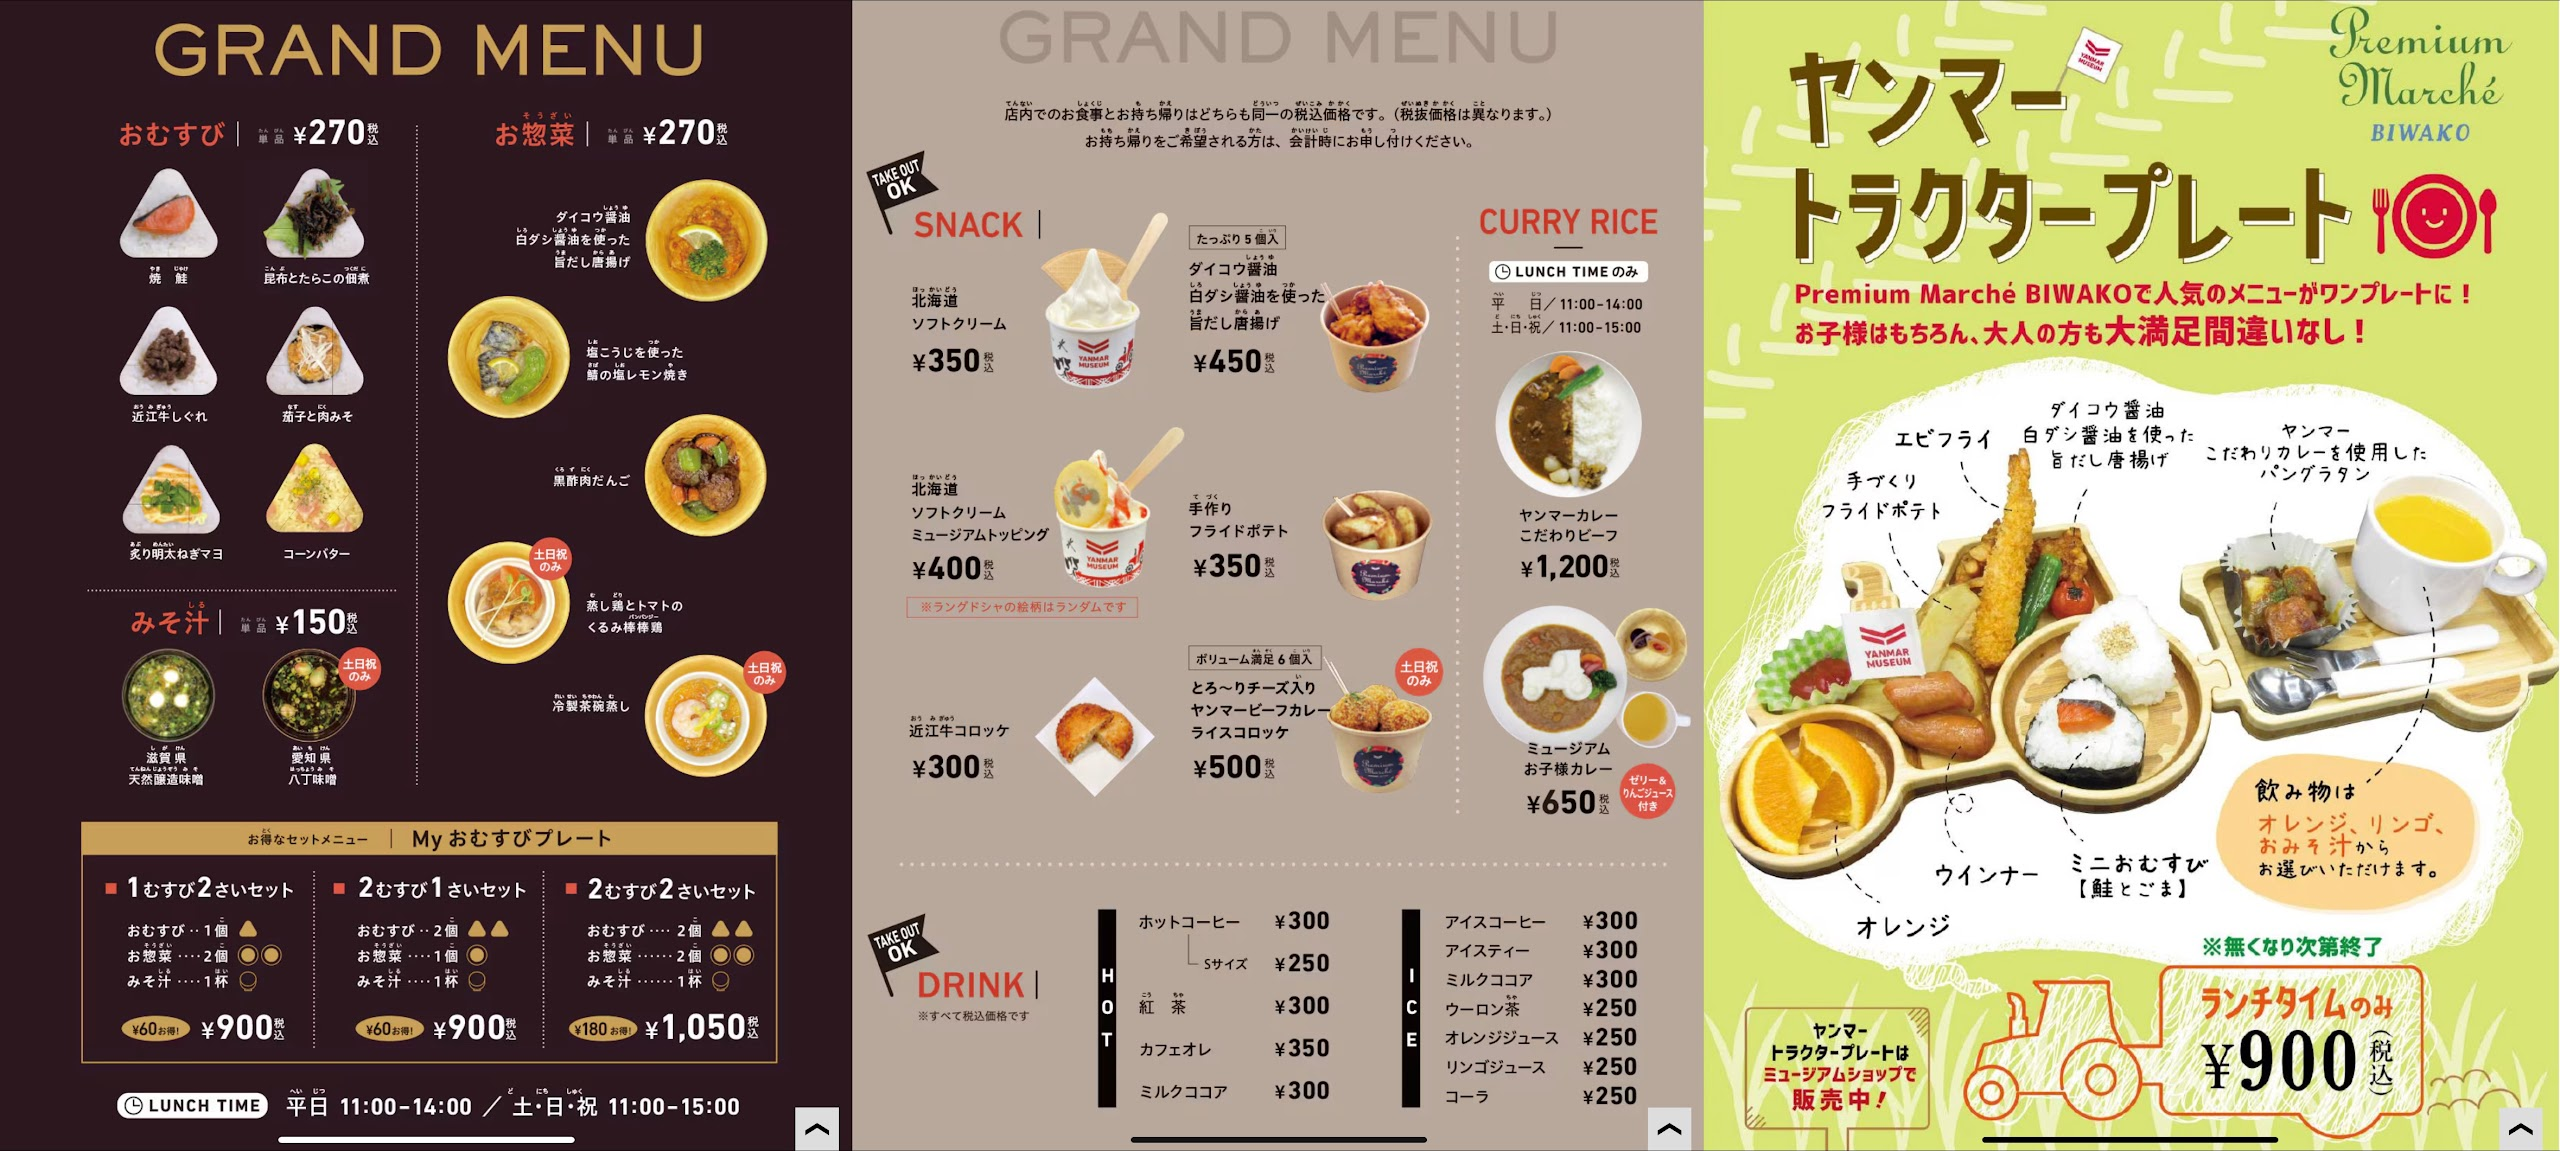 GRAND MENU
おむすび 単品 ¥270税込
焼鮭
昆布とたらこの佃煮
近江牛しぐれ
茄子と肉みそ
炙り明太ねぎマヨ
コーンバター
みそ汁 単品 ¥150税込
土日祝のみ
滋賀県
天然醸造味噌
愛知県
八丁味噌
お惣菜 単品 ¥270税込
ダイコウ醤油
白ダシ醤油を使った
旨だし唐揚げ
塩こうじを使った
鯖の塩レモン焼き
黒酢肉だんご
土日祝のみ
蒸し鶏とトマトの
くるみ棒棒鶏
土日祝のみ
冷製茶碗蒸し
お得なセットメニュー | Myおむすびプレート
1むすび2さいセット
おむすび‥1個
お惣菜‥‥2個
みそ汁‥‥1杯
¥60お得! ¥900税込
2むすび1さいセット
おむすび‥2個
お惣菜‥‥1個
みそ汁‥‥1杯
¥60お得! ¥900税込
2むすび2さいセット
おむすび‥‥2個
お惣菜‥‥‥2個
みそ汁‥‥‥1杯
¥180お得! ¥1,050税込
LUNCH TIME 平日 11:00-14:00 / 土・日・祝 11:00-15:00
GRAND MENU
店内でのお食事とお持ち帰りはどちらも同一の税込価格です。(税抜価格は異なります。)
お持ち帰りをご希望される方は、会計時にお申し付けください。
TAKE OUT OK
SNACK
北海道
ソフトクリーム
¥350税込
YANMAR MUSEUM
北海道
ソフトクリーム
ミュージアムトッピング
¥400税込
YANMAR MUSEUM
※ラングドシャの絵柄はランダムです
近江牛コロッケ
¥300税込
たっぷり5個入
ダイコウ醤油
白ダシ醤油を使った
旨だし唐揚げ
¥450税込
手作り
フライドポテト
¥350税込
ボリューム満足6個入
土日祝のみ
とろ〜りチーズ入り
ヤンマービーフカレー
ライスコロッケ
¥500税込
CURRY RICE
LUNCH TIMEのみ
平日/11:00-14:00
土・日・祝/11:00-15:00
ヤンマーカレー
こだわりビーフ
¥1,200税込
ミュージアム
お子様カレー
¥650税込
ゼリー&
りんごジュース
付き
TAKE OUT OK
DRINK
※すべて税込価格です
HOT
ホットコーヒー ¥300
Sサイズ ¥250
紅茶 ¥300
カフェオレ ¥350
ミルクココア ¥300
ICE
アイスコーヒー ¥300
アイスティー ¥300
ミルクココア ¥300
ウーロン茶 ¥250
オレンジジュース ¥250
リンゴジュース ¥250
コーラ ¥250
Premium
Marché
BIWAKO
YANMAR MUSEUM
ヤンマー
トラクタープレート
Premium Marché BIWAKOで人気のメニューがワンプレートに!
お子様はもちろん、大人の方も大満足間違いなし!
エビフライ
手づくり
フライドポテト
ダイコウ醤油
白ダシ醤油を使った
旨だし唐揚げ
ヤンマー
こだわりカレーを使用した
パングラタン
YANMAR
MUSEUM
オレンジ
ウインナー
ミニおむすび
【鮭とごま】
飲み物は
オレンジ、リンゴ、
おみそ汁から
お選びいただけます。
※無くなり次第終了
ランチタイムのみ
¥900(税込)
ヤンマー
トラクタープレートは
ミュージアムショップで
販売中!